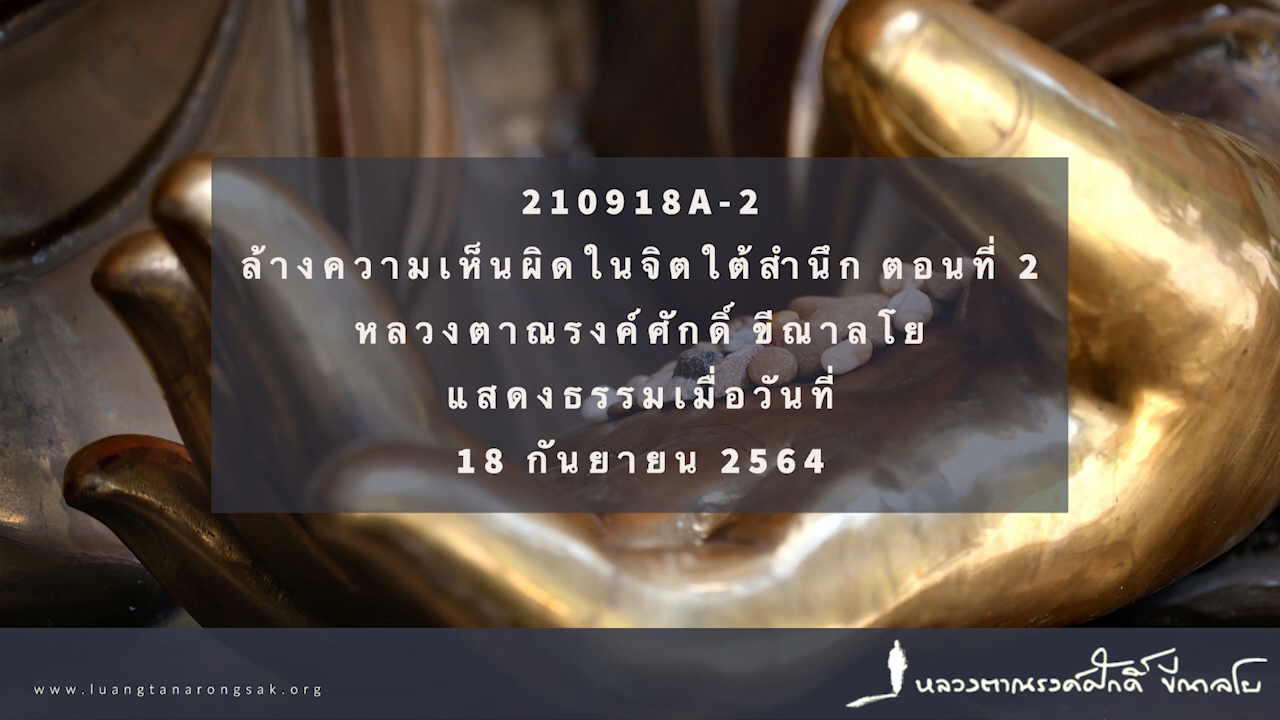 210918A-2
ล้างความเห็นผิดในจิตใต้สำนึก ตอนที่ 2
หลวงตาณรงค์ศักดิ์ ขีณาลโย
แสดงธรรมเมื่อวันที่
18 กันยายน 2564
www.luangtanarongsak.org
หลวงตาณรงค์ศักดิ์ ขีณาลโย